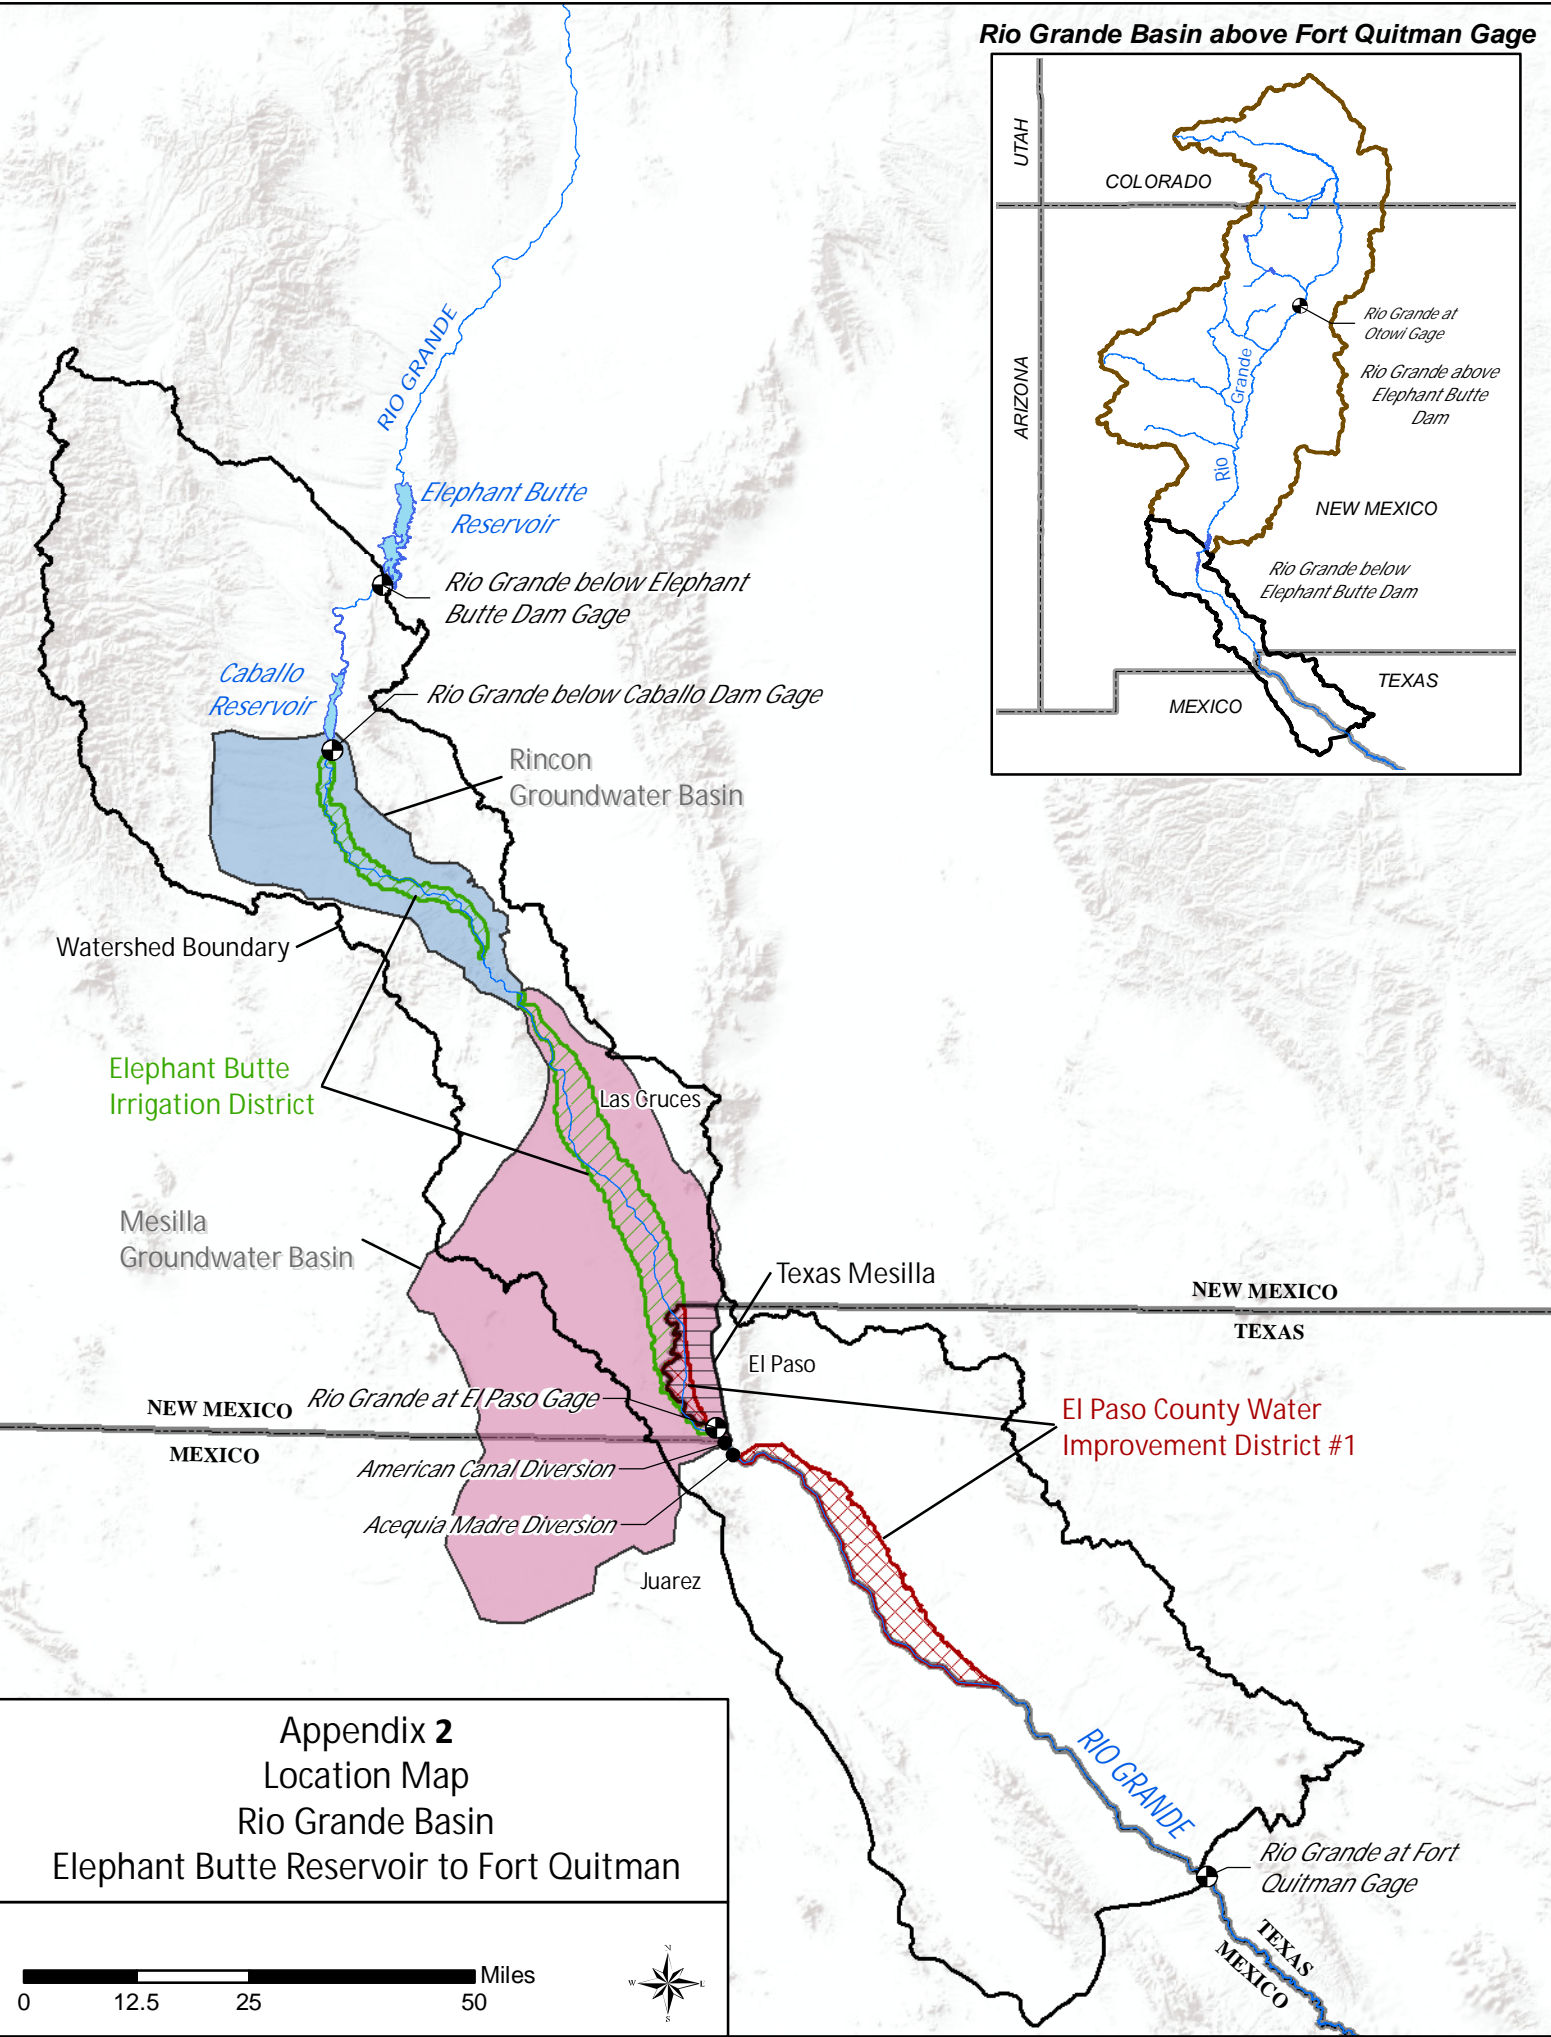 Rio Grande Basin above Fort Quitman Gage
UTAH
COLORADO
ARIZONA
Rio Grande at
Otowi Gage
Rio Grande above
Elephant Butte
Dam
Grande
Rio
NEW MEXICO
Rio Grande below
Elephant Butte Dam
TEXAS
MEXICO
RIO GRANDE
Elephant Butte
Reservoir
Rio Grande below Elephant
Butte Dam Gage
Caballo
Reservoir
Rio Grande below Caballo Dam Gage
Rincon
Groundwater Basin
Watershed Boundary
Elephant Butte
Irrigation District
Las Cruces
Mesilla
Groundwater Basin
Texas Mesilla
NEW MEXICO
TEXAS
El Paso
Rio Grande at El Paso Gage
NEW MEXICO
MEXICO
El Paso County Water
Improvement District #1
American Canal Diversion
Acequia Madre Diversion
Juarez
RIO GRANDE
Rio Grande at Fort
Quitman Gage
TEXAS
MEXICO
Appendix 2
Location Map
Rio Grande Basin
Elephant Butte Reservoir to Fort Quitman
Miles
0 12.5 25 50
N
W E
S